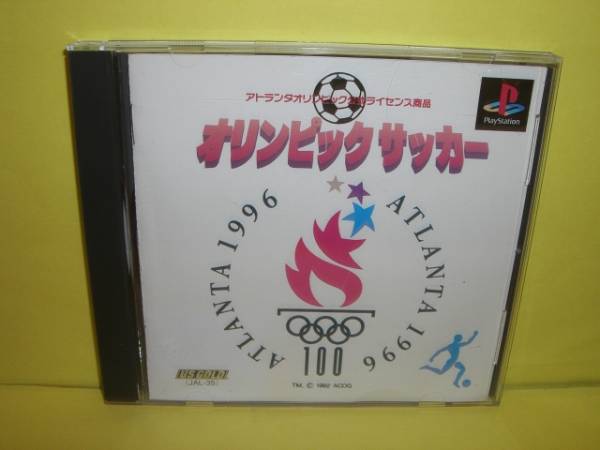 アトランタオリンピック公式ライセンス商品
オリンピック サッカー
PlayStation
ATLANTA 1996
ATLANTA 1996
100
U.S. GOLD
(JAL-35)
TM, © 1992 ACOG